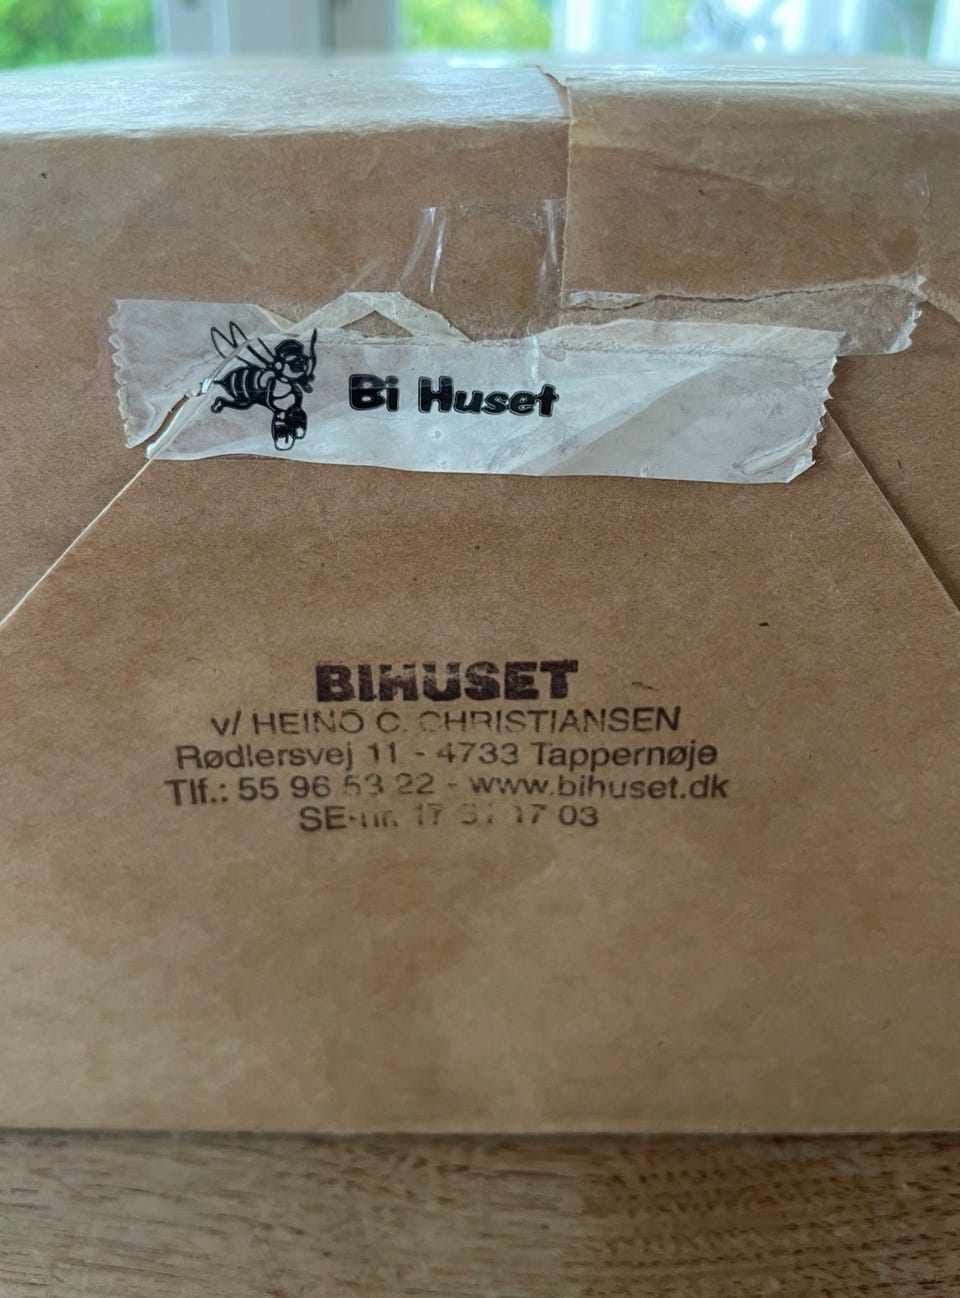 Bi Huset
BIHUSET
v/ HEINO C. CHRISTIANSEN
Rødlersvej 11 - 4733 Tappernøje
Tlf.: 55 96 53 22 - www.bihuset.dk
SE-nr. 17 17 03